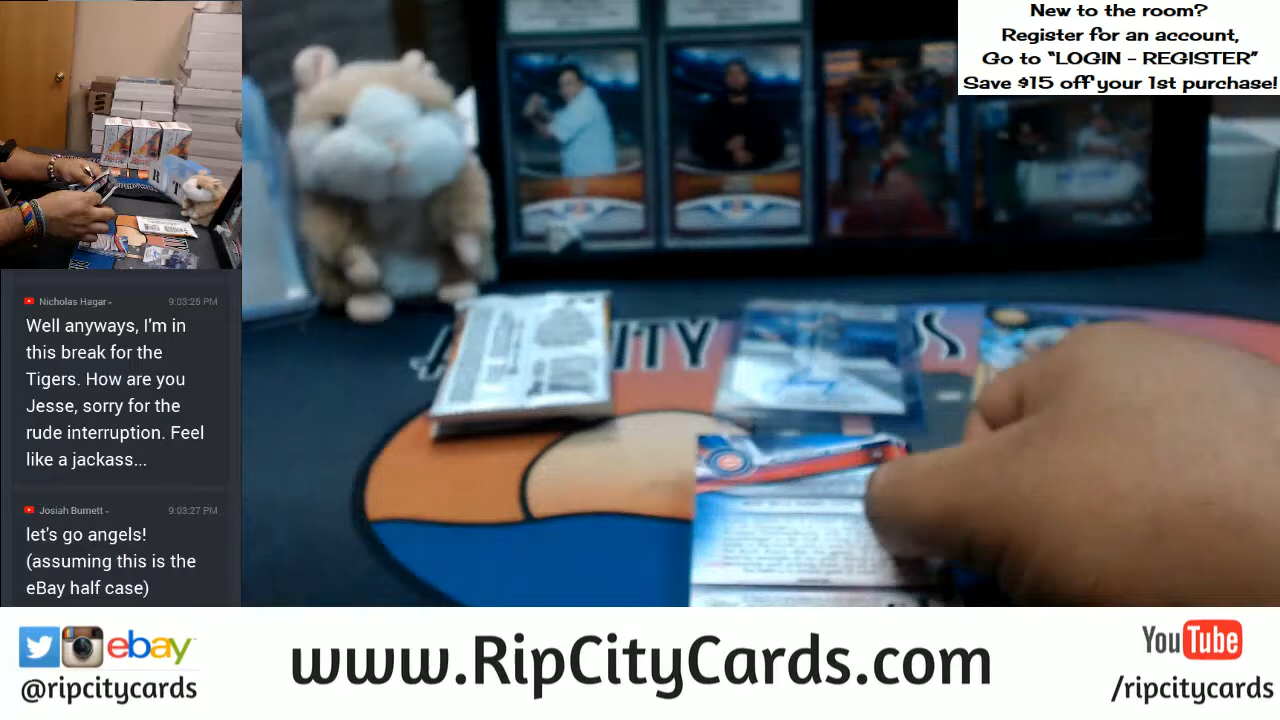 New to the room?
Register for an account,
Go to “LOGIN - REGISTER”
Save $15 off your 1st purchase!
Nicholas Hagar-
9:03:25 PM
Well anyways, I'm in
this break for the
Tigers. How are you
Jesse, sorry for the
rude interruption. Feel
like a jackass...
Josiah Burnett-
9:03:27 PM
let's go angels!
(assuming this is the
eBay half case)
ITY
S
ebay
@ripcitycards
www.RipCityCards.com
YouTube
/ripcitycards